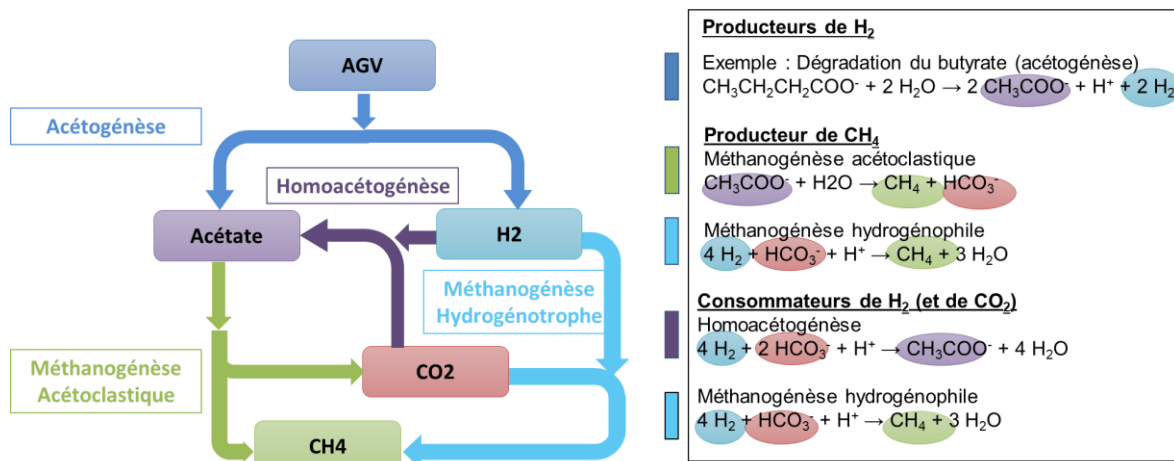 AGV
Acétogénèse
Homoacétogénèse
Acétate
H2
Méthanogénèse
Hydrogénotrophe
Méthanogénèse
Acétoclastique
CO2
CH4
Producteurs de H₂
Exemple : Dégradation du butyrate (acétogénèse)
CH₃CH₂CH₂COO⁻ + 2 H₂O → 2 CH₃COO⁻ + H⁺ + 2 H₂
Producteur de CH₄
Méthanogénèse acétoclastique
CH₃COO⁻ + H2O → CH₄ + HCO₃⁻
Méthanogénèse hydrogénophile
4 H₂ + HCO₃⁻ + H⁺ → CH₄ + 3 H₂O
Consommateurs de H₂ (et de CO₂)
Homoacétogénèse
4 H₂ + 2 HCO₃⁻ + H⁺ → CH₃COO⁻ + 4 H₂O
Méthanogénèse hydrogénophile
4 H₂ + HCO₃⁻ + H⁺ → CH₄ + 3 H₂O